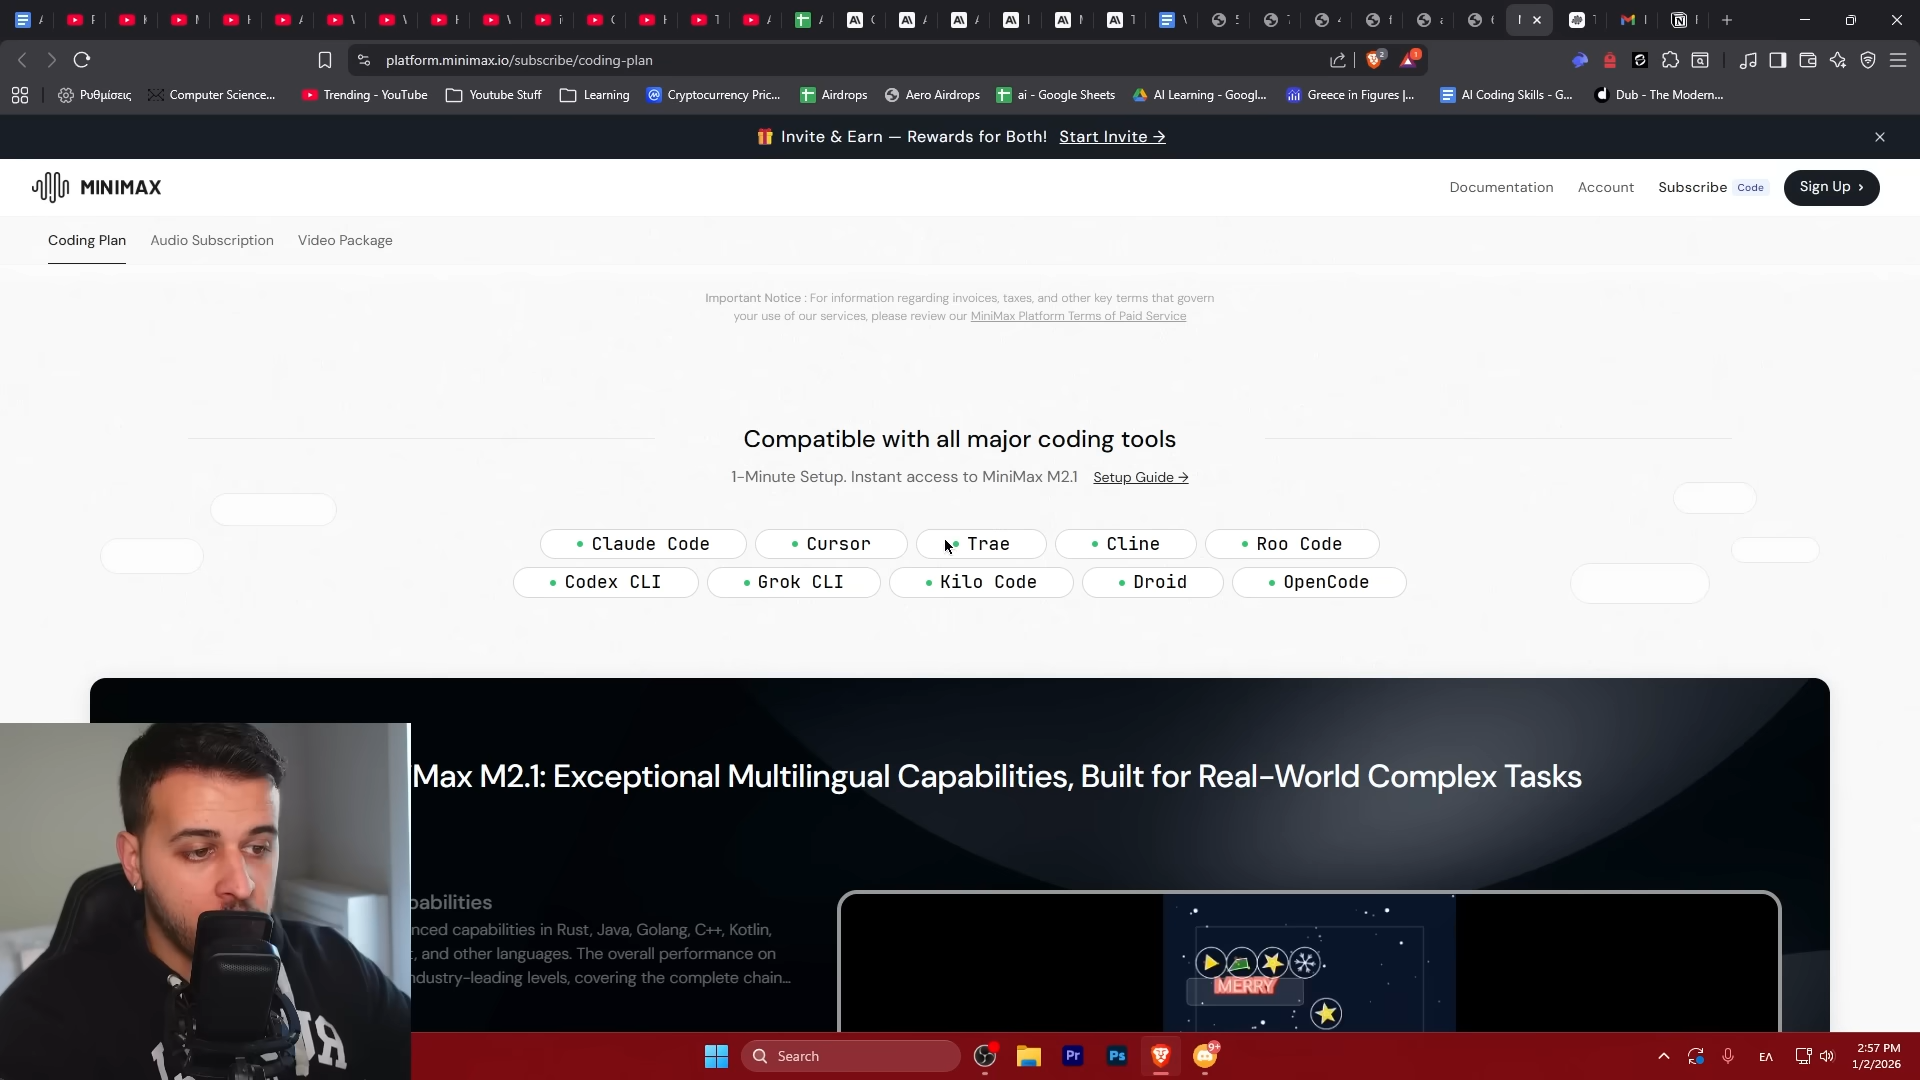 platform.minimax.io/subscribe/coding-plan
2
1
Ρυθμίσεις
Computer Science...
Trending - YouTube
Youtube Stuff
Learning
Cryptocurrency Pric...
Airdrops
Aero Airdrops
ai - Google Sheets
AI Learning - Googl...
Greece in Figures |...
AI Coding Skills - G...
Dub - The Modern...
Invite & Earn — Rewards for Both! Start Invite →
MINIMAX
Documentation
Account
Subscribe Code
Sign Up ›
Coding Plan
Audio Subscription
Video Package
Important Notice : For information regarding invoices, taxes, and other key terms that govern
your use of our services, please review our MiniMax Platform Terms of Paid Service
Compatible with all major coding tools
1-Minute Setup. Instant access to MiniMax M2.1 Setup Guide →
Claude Code
Cursor
Trae
Cline
Roo Code
Codex CLI
Grok CLI
Kilo Code
Droid
OpenCode
Max M2.1: Exceptional Multilingual Capabilities, Built for Real-World Complex Tasks
pabilities
nced capabilities in Rust, Java, Golang, C++, Kotlin,
t, and other languages. The overall performance on
ndustry-leading levels, covering the complete chain...
MERRY
Search
Pr
Ps
9+
ΕΛ
2:57 PM
1/2/2026